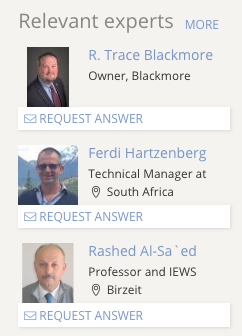 Relevant experts MORE
R. Trace Blackmore
Owner, Blackmore
REQUEST ANSWER
Ferdi Hartzenberg
Technical Manager at
South Africa
REQUEST ANSWER
Rashed Al-Sa`ed
Professor and IEWS
Birzeit
REQUEST ANSWER